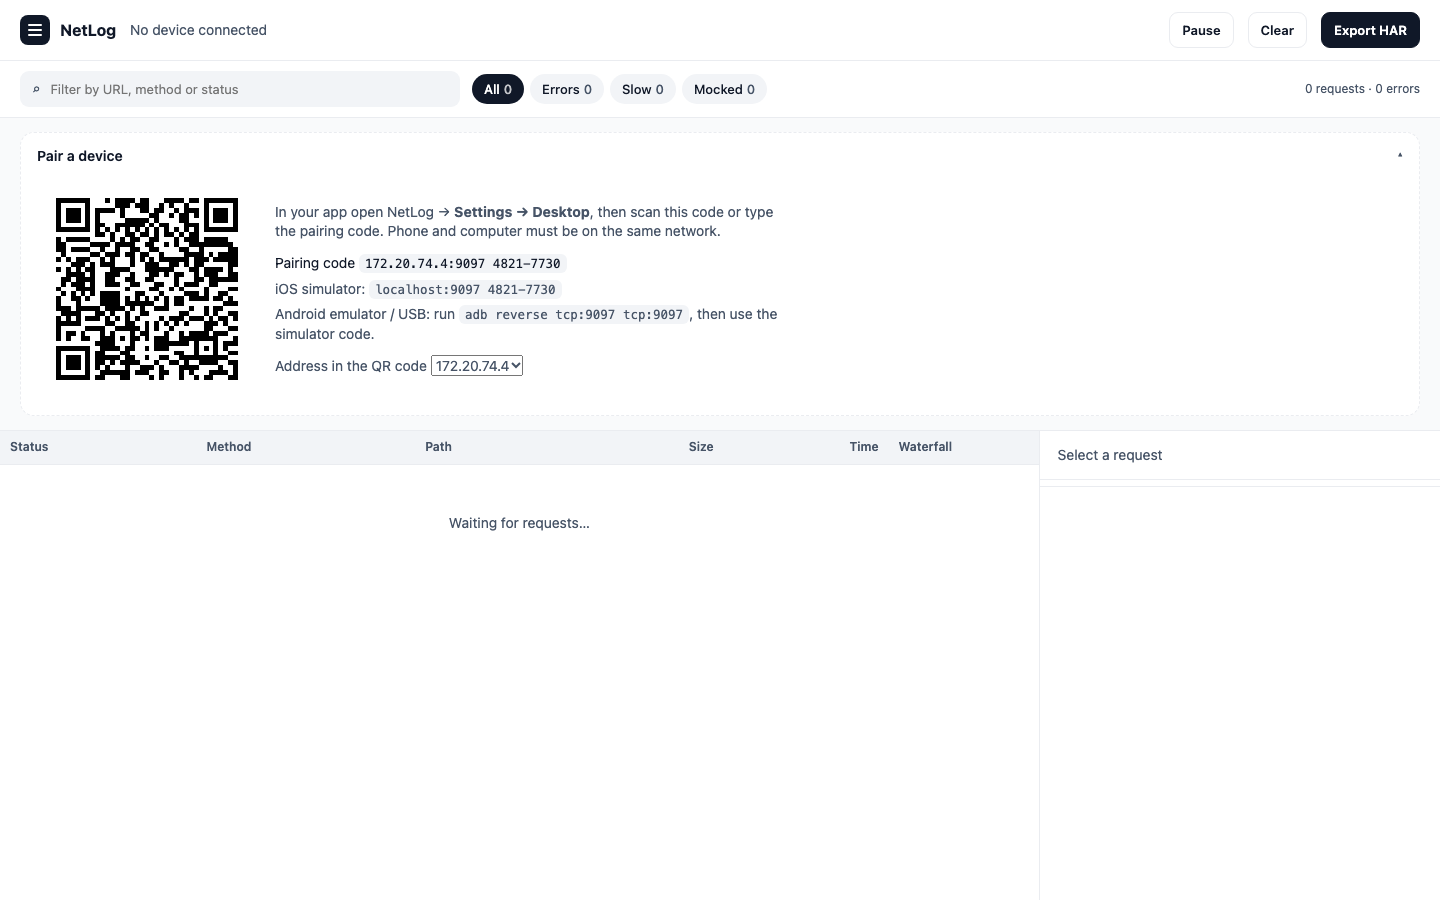 NetLog No device connected Pause Clear Export HAR
Filter by URL, method or status All 0 Errors 0 Slow 0 Mocked 0 0 requests · 0 errors
Pair a device
In your app open NetLog → Settings → Desktop, then scan this code or type
the pairing code. Phone and computer must be on the same network.
Pairing code 172.20.74.4:9097 4821-7730
iOS simulator: localhost:9097 4821-7730
Android emulator / USB: run adb reverse tcp:9097 tcp:9097, then use the
simulator code.
Address in the QR code 172.20.74.4
Status Method Path Size Time Waterfall
Select a request
Waiting for requests…